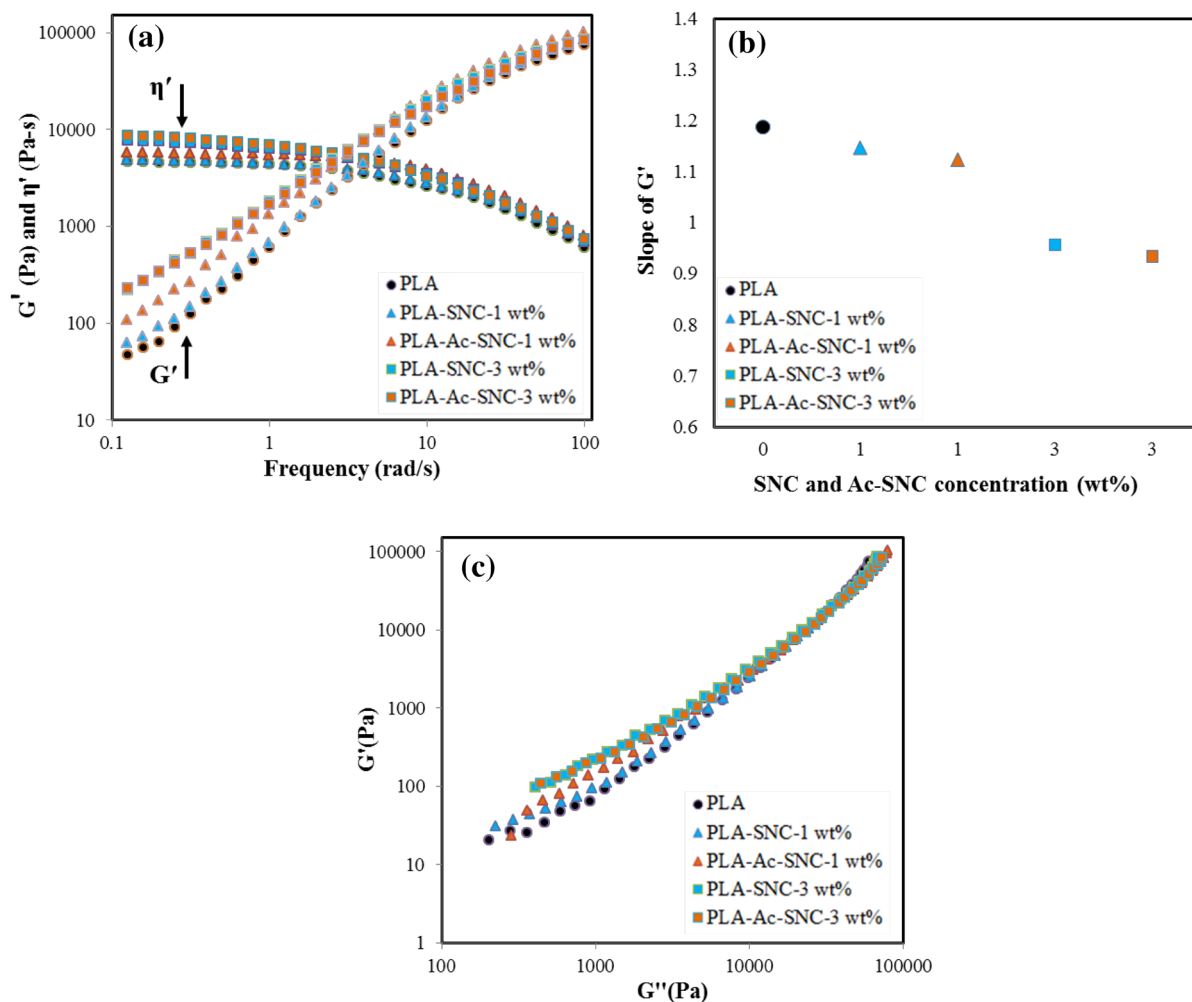 (a)
100000
10000
1000
100
10
0.1
1
10
100
G' (Pa) and η' (Pa-s)
Frequency (rad/s)
η'
G'
PLA
PLA-SNC-1 wt%
PLA-Ac-SNC-1 wt%
PLA-SNC-3 wt%
PLA-Ac-SNC-3 wt%
(b)
1.4
1.3
1.2
1.1
1
0.9
0.8
0.7
0.6
0
1
1
3
3
Slope of G'
SNC and Ac-SNC concentration (wt%)
PLA
PLA-SNC-1 wt%
PLA-Ac-SNC-1 wt%
PLA-SNC-3 wt%
PLA-Ac-SNC-3 wt%
(c)
100000
10000
1000
100
10
1
100
1000
10000
100000
G'(Pa)
G''(Pa)
PLA
PLA-SNC-1 wt%
PLA-Ac-SNC-1 wt%
PLA-SNC-3 wt%
PLA-Ac-SNC-3 wt%